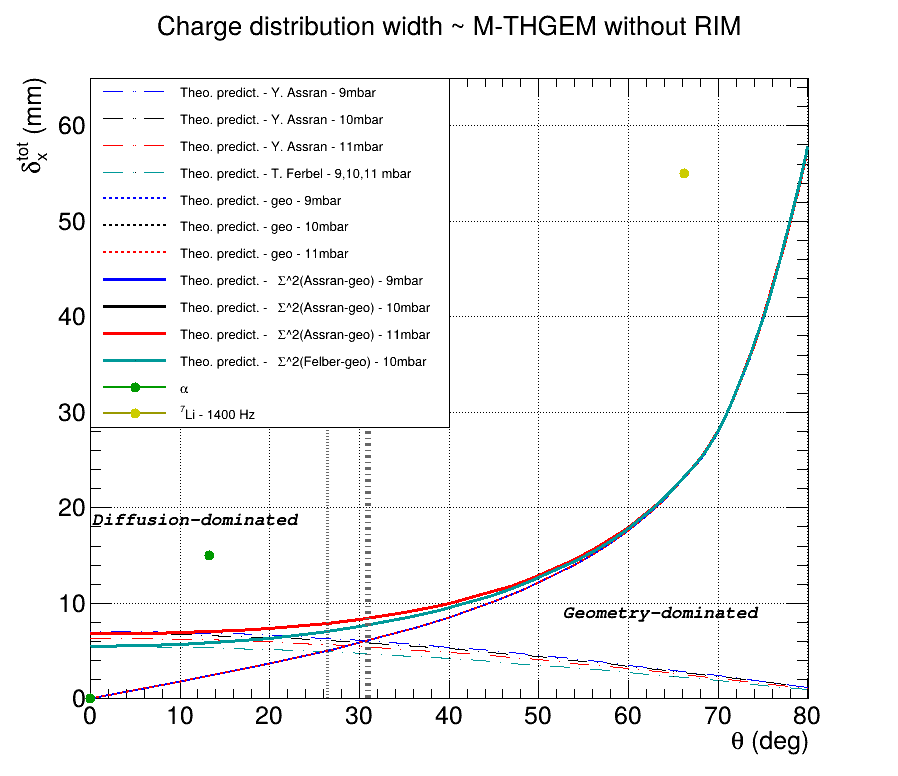 Charge distribution width ~ M-THGEM without RIM
δₓᵗᵒᵗ (mm)
Theo. predict. - Y. Assran - 9mbar
Theo. predict. - Y. Assran - 10mbar
Theo. predict. - Y. Assran - 11mbar
Theo. predict. - T. Ferbel - 9,10,11 mbar
Theo. predict. - geo - 9mbar
Theo. predict. - geo - 10mbar
Theo. predict. - geo - 11mbar
Theo. predict. - Σ^2(Assran-geo) - 9mbar
Theo. predict. - Σ^2(Assran-geo) - 10mbar
Theo. predict. - Σ^2(Assran-geo) - 11mbar
Theo. predict. - Σ^2(Felber-geo) - 10mbar
α
⁷Li - 1400 Hz
60
50
40
30
20
10
0
Diffusion-dominated
Geometry-dominated
0 10 20 30 40 50 60 70 80
θ (deg)